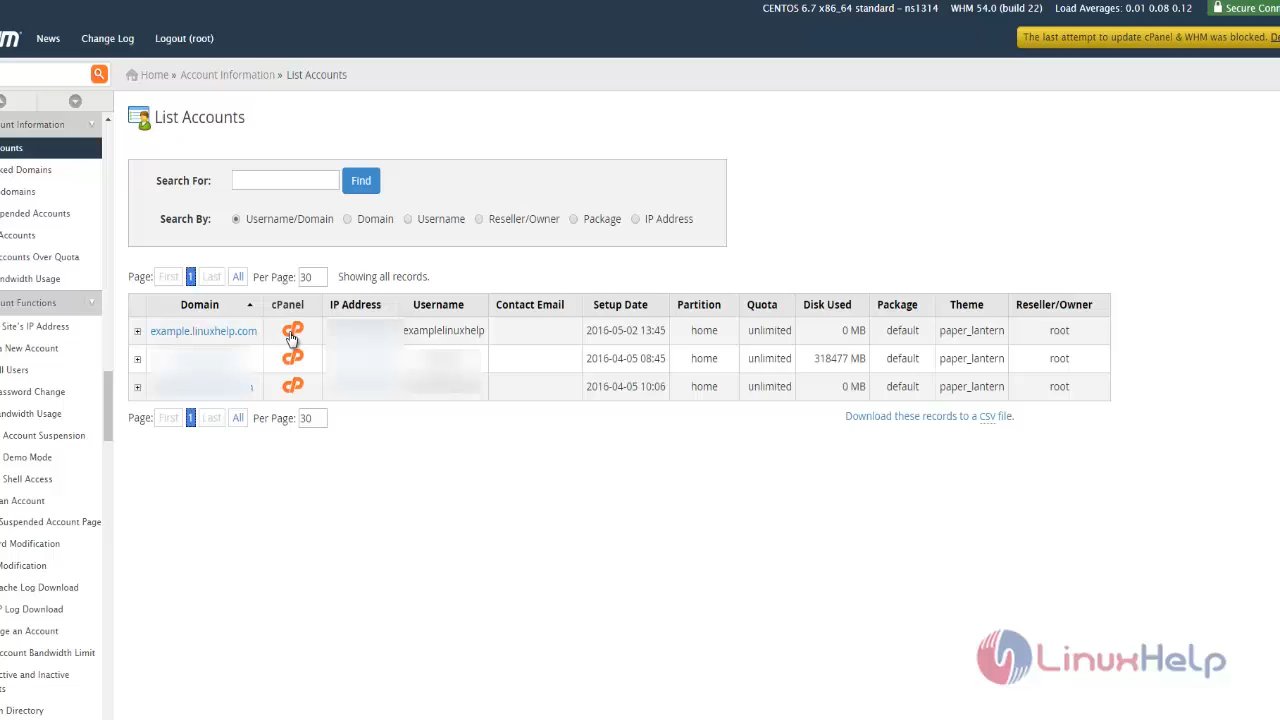 CENTOS 6.7 x86_64 standard – ns1314 WHM 54.0 (build 22) Load Averages: 0.01 0.08 0.12 Secure Conn
News Change Log Logout (root) The last attempt to update cPanel & WHM was blocked. De
Home » Account Information » List Accounts
List Accounts
Search For: Find
Search By: Username/Domain Domain Username Reseller/Owner Package IP Address
Page: First 1 Last All Per Page: 30 Showing all records.
Domain cPanel IP Address Username Contact Email Setup Date Partition Quota Disk Used Package Theme Reseller/Owner
example.linuxhelp.com cP examplelinuxhelp 2016-05-02 13:45 home unlimited 0 MB default paper_lantern root
cP 2016-04-05 08:45 home unlimited 318477 MB default paper_lantern root
cP 2016-04-05 10:06 home unlimited 0 MB default paper_lantern root
Page: First 1 Last All Per Page: 30
Download these records to a CSV file.
unt Information
ounts
ked Domains
domains
pended Accounts
Accounts
ccounts Over Quota
ndwidth Usage
unt Functions
Site's IP Address
a New Account
ll Users
assword Change
ndwidth Usage
Account Suspension
Demo Mode
Shell Access
an Account
Suspended Account Page
rd Modification
Modification
ache Log Download
P Log Download
ge an Account
ccount Bandwidth Limit
ctive and Inactive
ts
n Directory
LinuxHelp